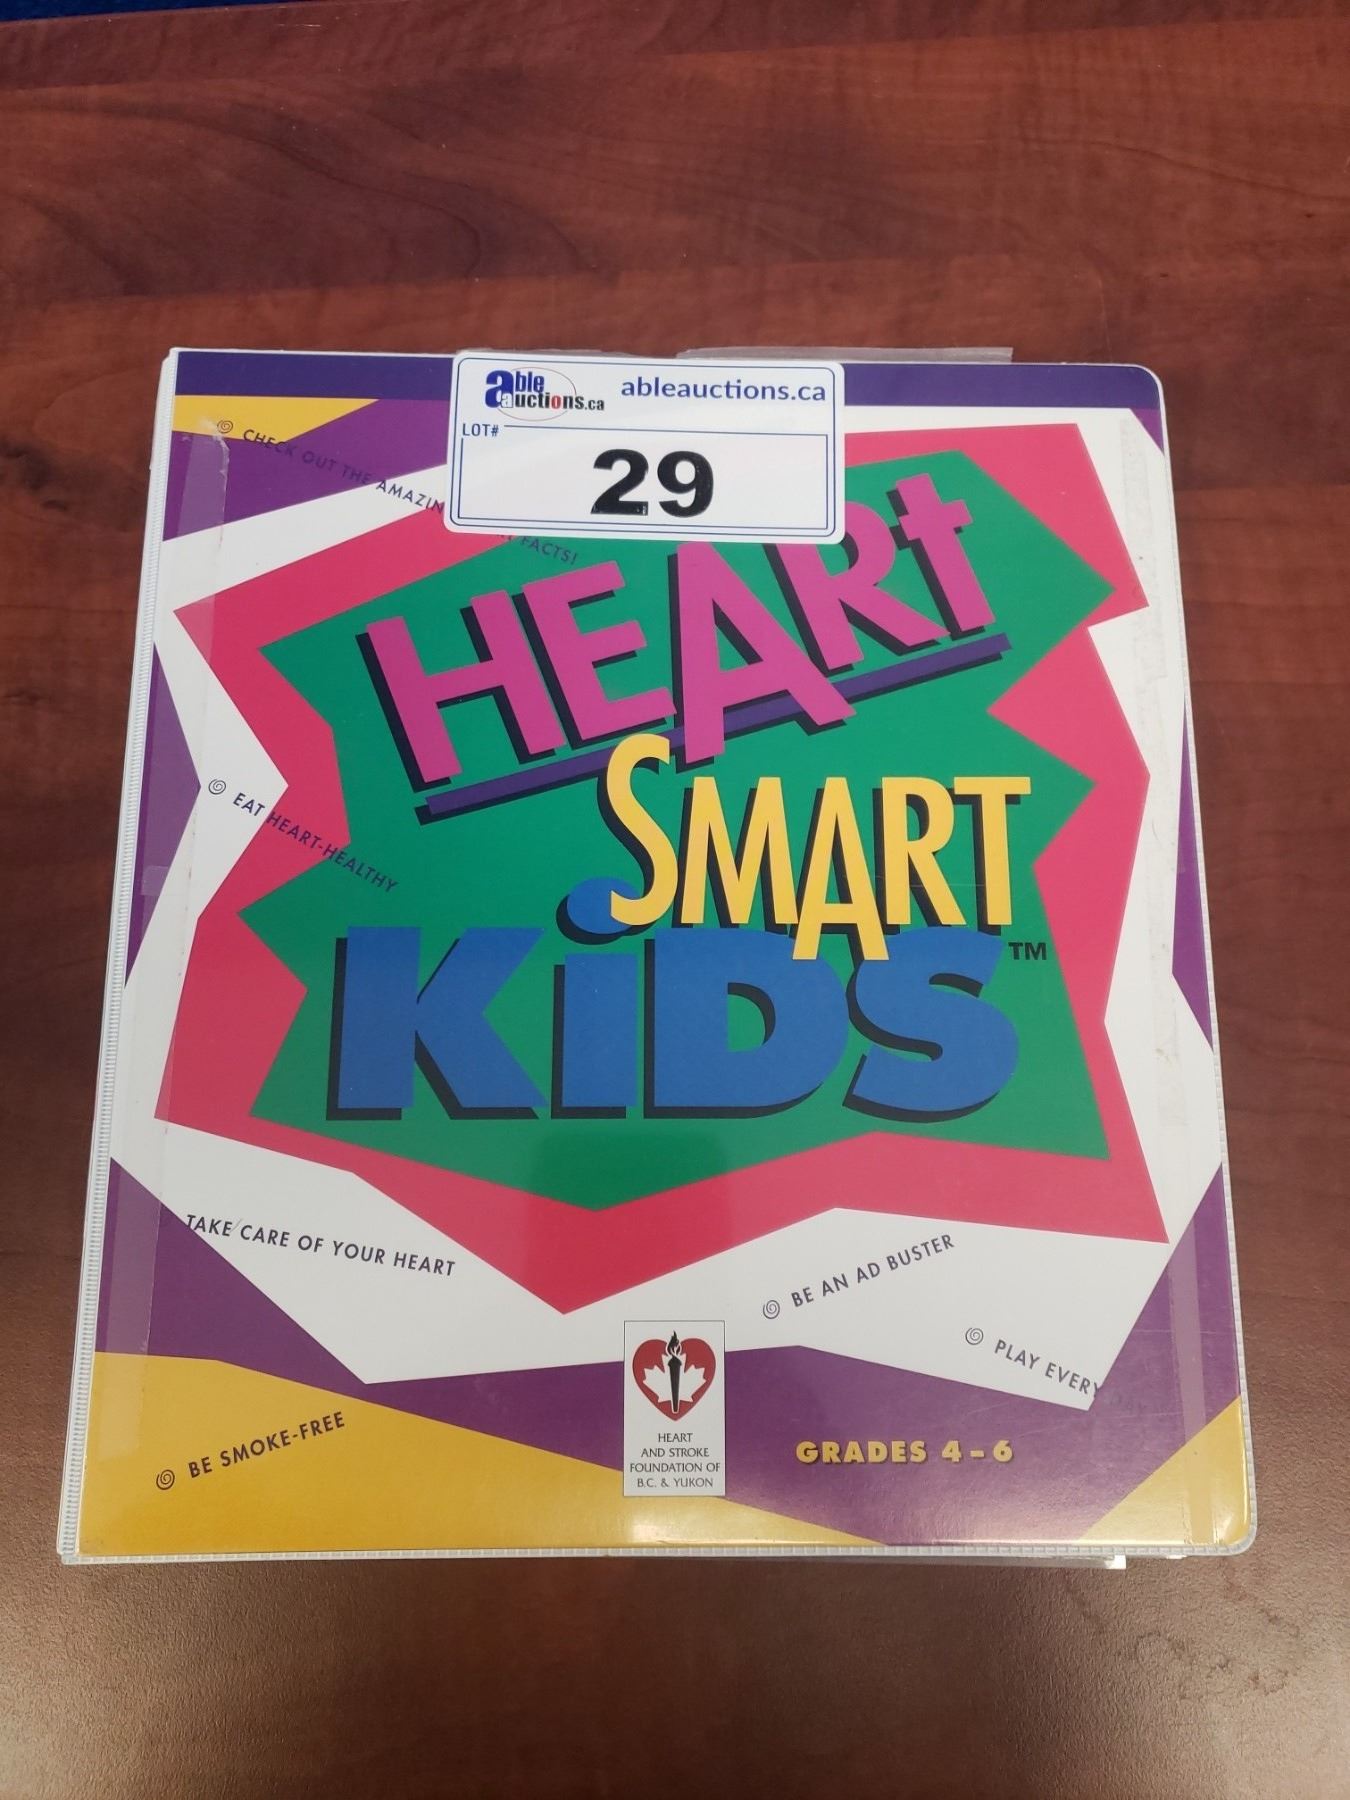 able auctions.ca
ableauctions.ca
LOT#
29
CHECK OUT THE AMAZIN
FACTS!
HEART
SMART
KiDS™
EAT HEART-HEALTHY
TAKE CARE OF YOUR HEART
BE AN AD BUSTER
PLAY EVERY DAY
BE SMOKE-FREE
HEART
AND STROKE
FOUNDATION OF
B.C. & YUKON
GRADES 4 – 6